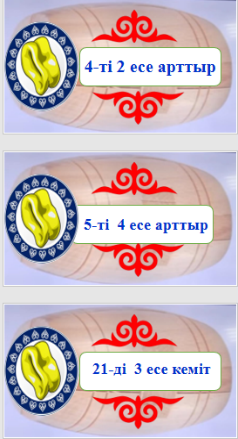 4-ті 2 есе арттыр
5-ті 4 есе арттыр
21-ді 3 есе кеміт